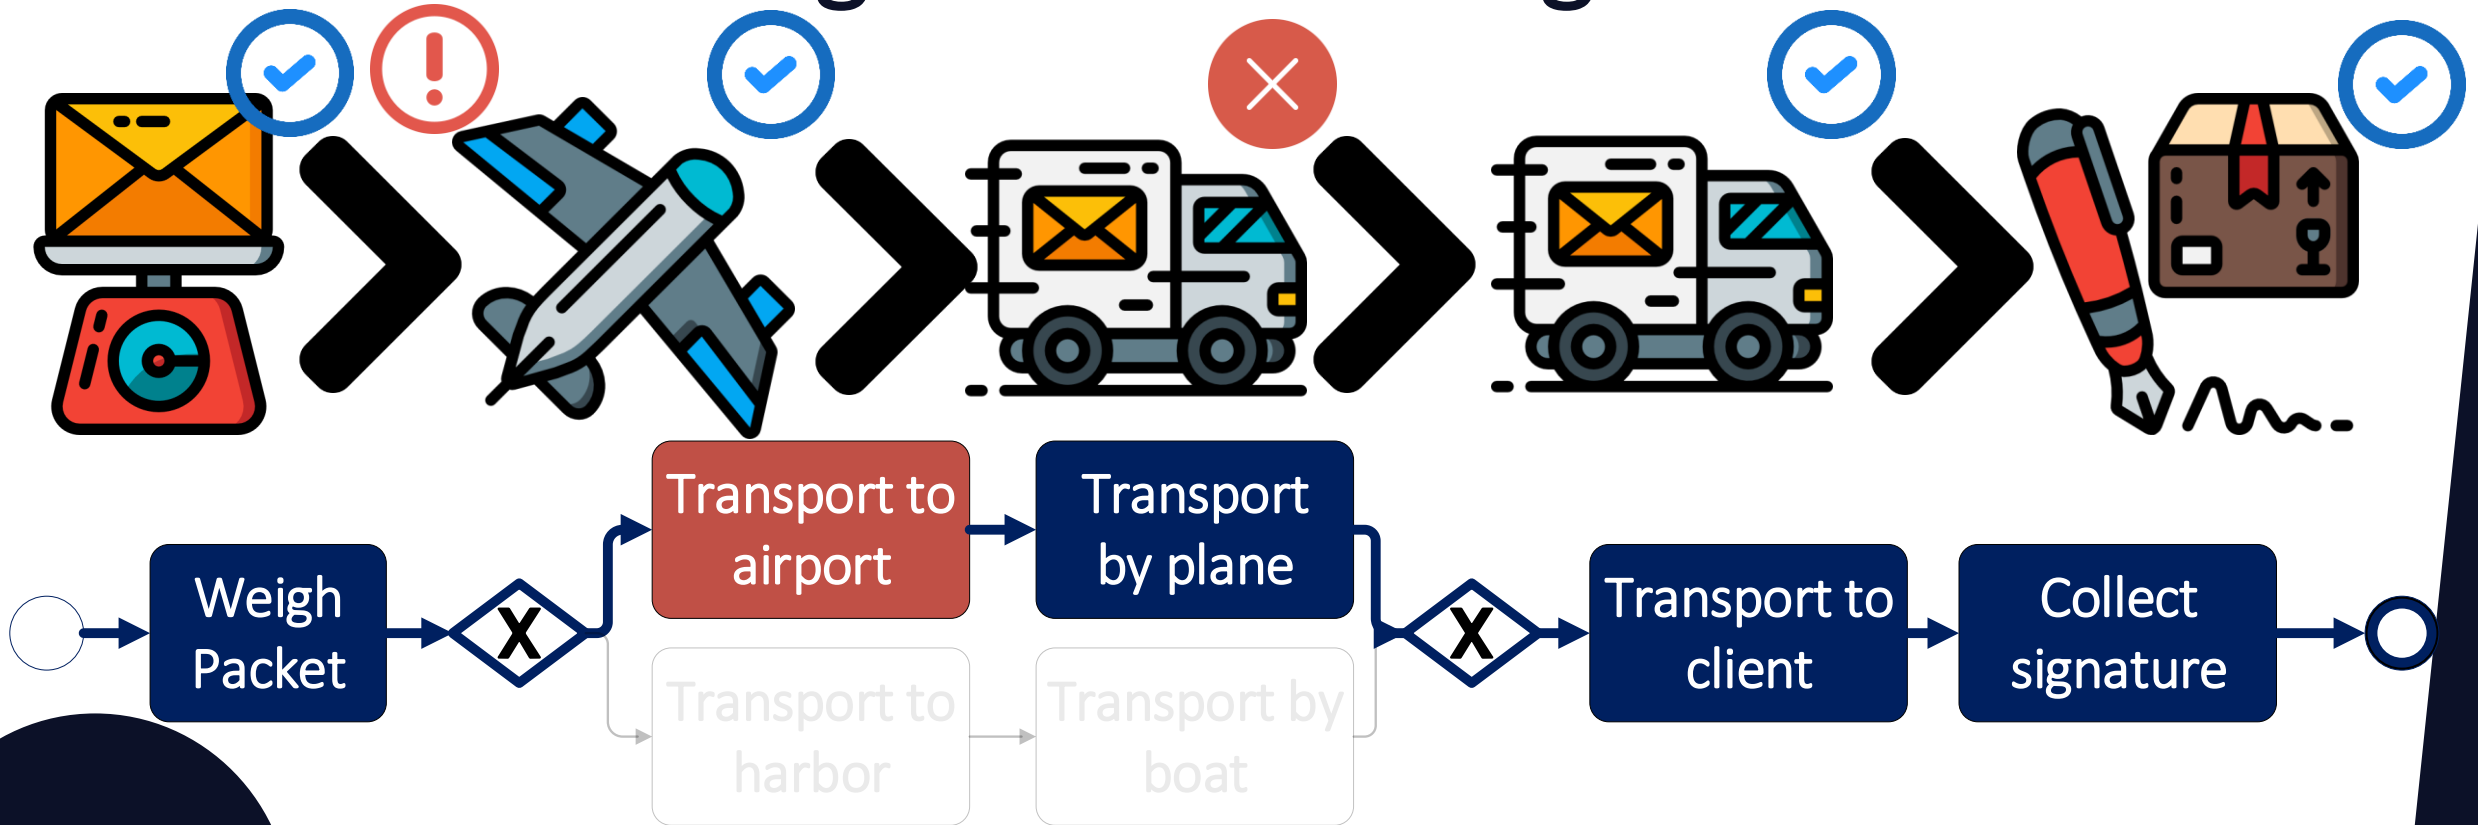 Transport to
airport
Transport
by plane
Weigh
Packet
X
X
Transport to
client
Collect
signature
Transport to
harbor
Transport by
boat